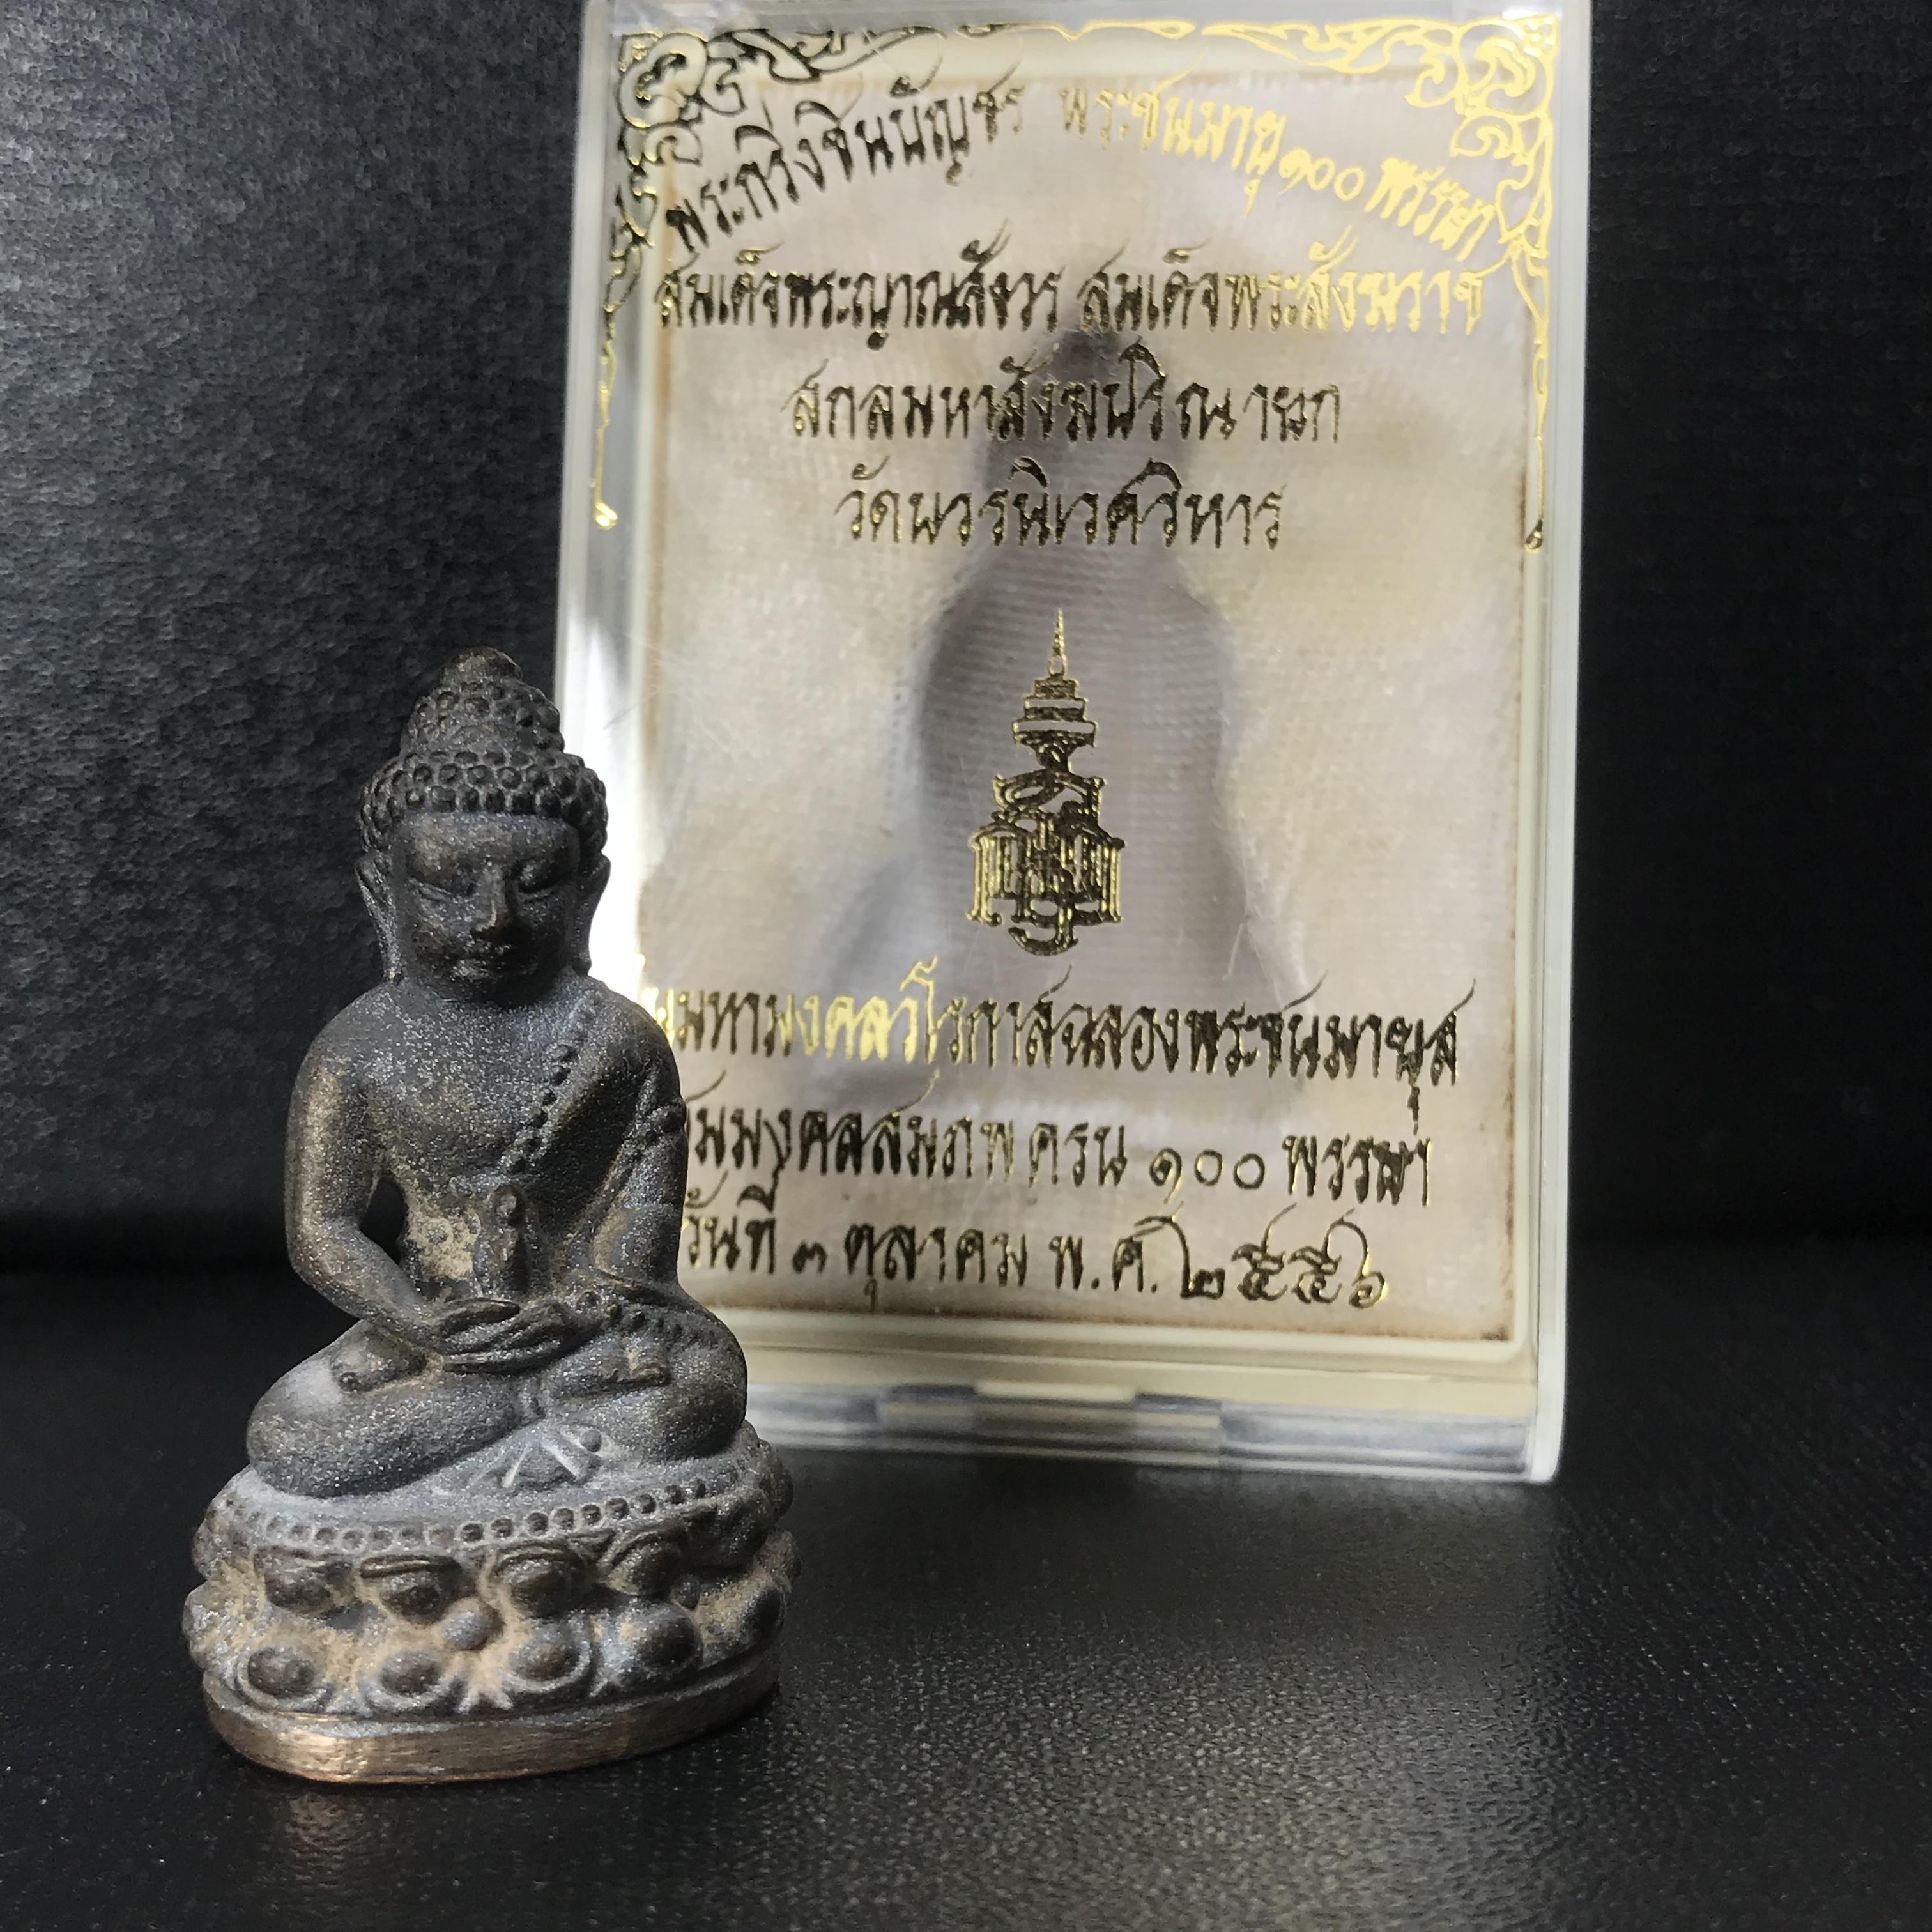 พระกริ่งชินบัญชร พระชนมายุ ๑๐๐ พรรษา
สมเด็จพระญาณสังวร สมเด็จพระสังฆราช
สกลมหาสังฆปริณายก
วัดบวรนิเวศวิหาร
มหามงคลวโรกาสฉลองพระชนมายุส
มมงคลสมภพ ครบ ๑๐๐ พรรษา
วันที่ ๓ ตุลาคม พ.ศ. ๒๕๕๖